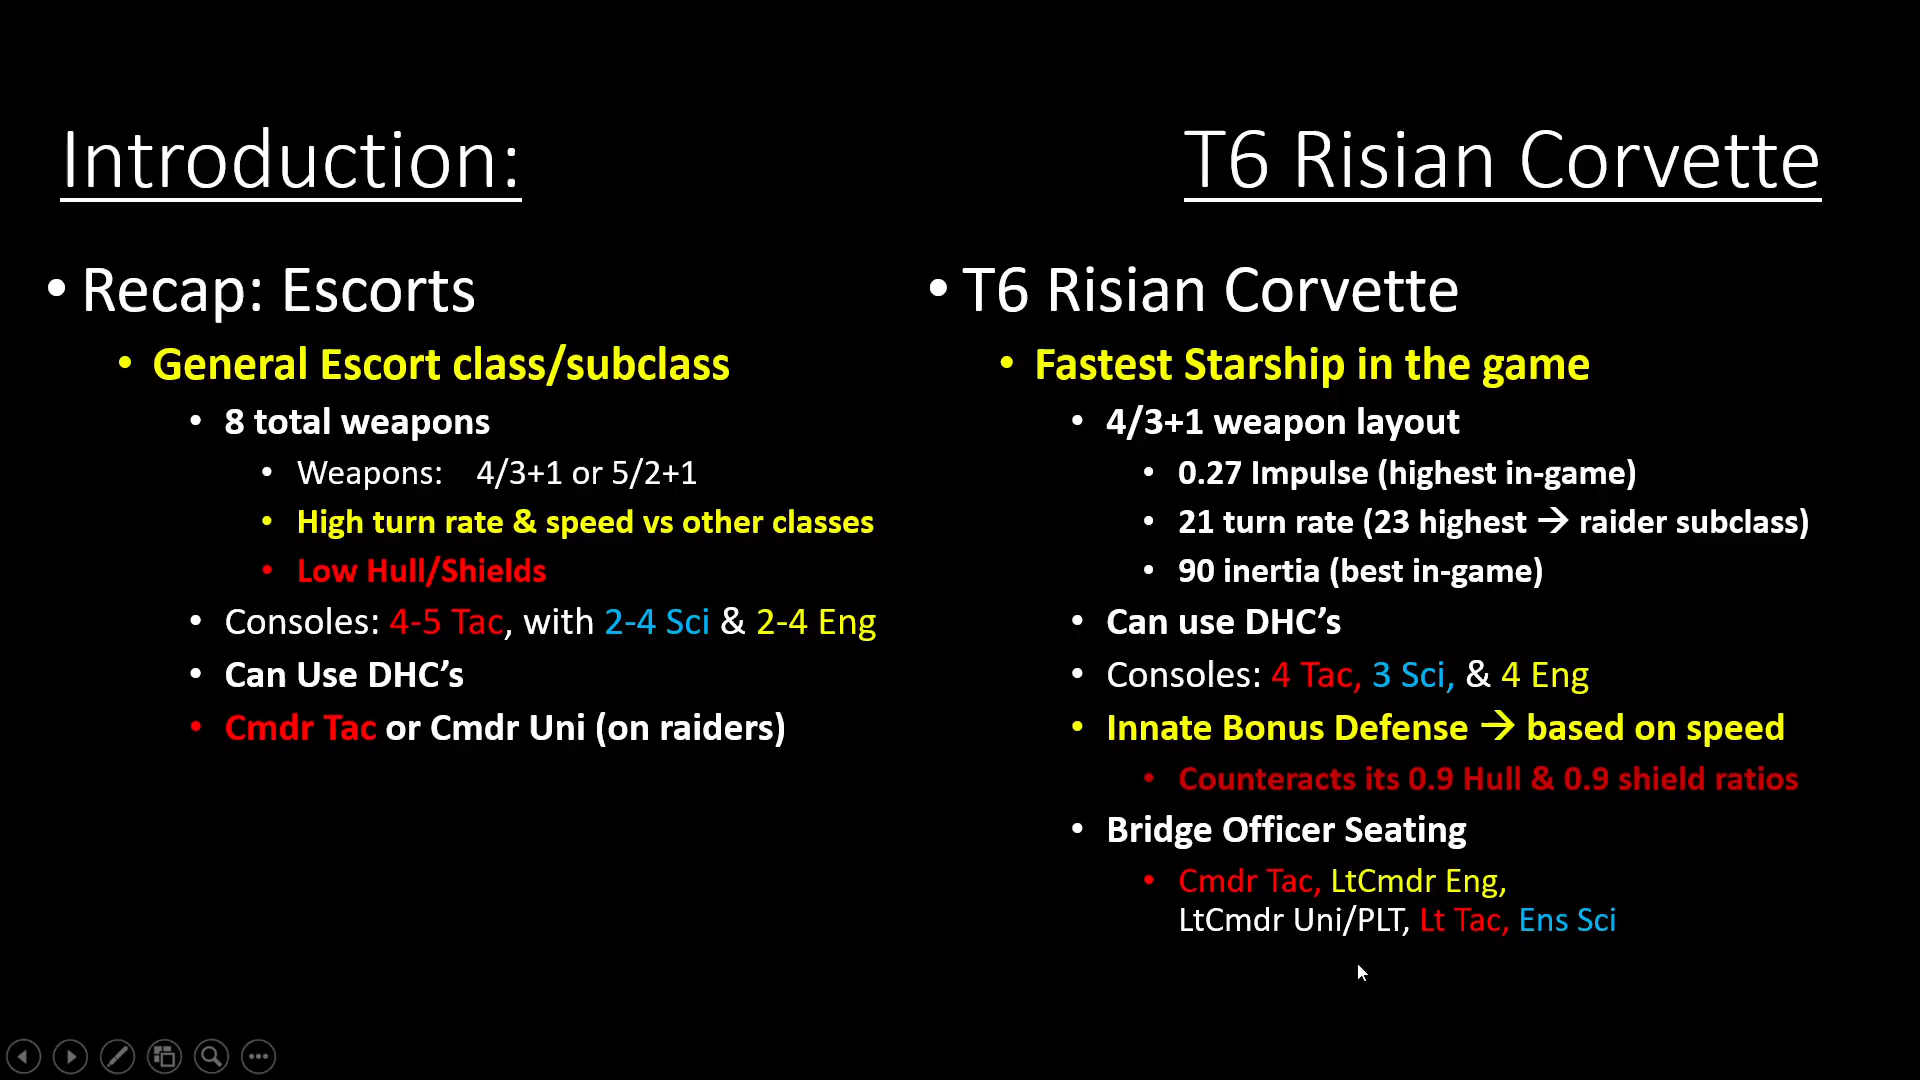 Introduction:
• Recap: Escorts
• General Escort class/subclass
• 8 total weapons
• Weapons: 4/3+1 or 5/2+1
• High turn rate & speed vs other classes
• Low Hull/Shields
• Consoles: 4-5 Tac, with 2-4 Sci & 2-4 Eng
• Can Use DHC’s
• Cmdr Tac or Cmdr Uni (on raiders)
T6 Risian Corvette
• T6 Risian Corvette
• Fastest Starship in the game
• 4/3+1 weapon layout
• 0.27 Impulse (highest in-game)
• 21 turn rate (23 highest → raider subclass)
• 90 inertia (best in-game)
• Can use DHC’s
• Consoles: 4 Tac, 3 Sci, & 4 Eng
• Innate Bonus Defense → based on speed
• Counteracts its 0.9 Hull & 0.9 shield ratios
• Bridge Officer Seating
• Cmdr Tac, LtCmdr Eng,
LtCmdr Uni/PLT, Lt Tac, Ens Sci